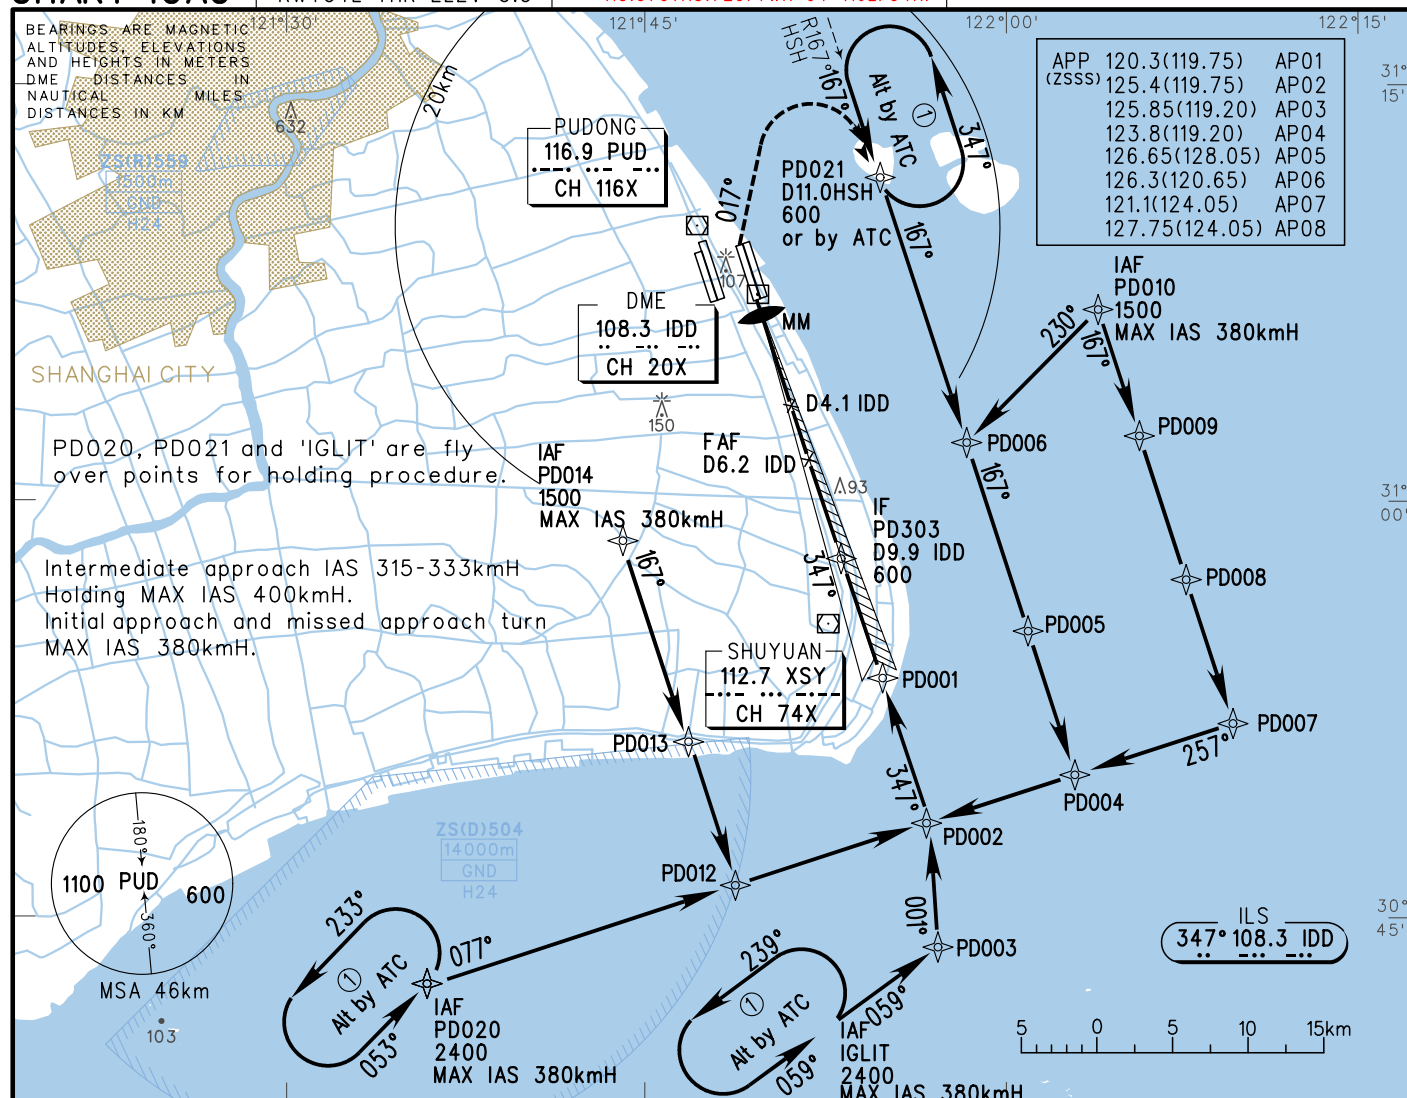 121°30'
121°45'
122°00'
122°15'
BEARINGS ARE MAGNETIC
ALTITUDES, ELEVATIONS
AND HEIGHTS IN METERS
DME DISTANCES IN
NAUTICAL MILES
DISTANCES IN KM
632
ZS(R)559
1500m
GND
H24
SHANGHAI CITY
20km
PUDONG
116.9 PUD
CH 116X
017°
107
R167°
HSH
167°
Alt by ATC
1
347°
PD021
D11.0HSH
600
or by ATC
167°
APP 120.3(119.75) AP01
(ZSSS) 125.4(119.75) AP02
125.85(119.20) AP03
123.8(119.20) AP04
126.65(128.05) AP05
126.3(120.65) AP06
121.1(124.05) AP07
127.75(124.05) AP08
31°
15'
IAF
PD010
1500
MAX IAS 380kmH
230°
167°
DME
108.3 IDD
CH 20X
MM
D4.1 IDD
150
FAF
D6.2 IDD
93
PD006
167°
PD009
PD020, PD021 and 'IGLIT' are fly
over points for holding procedure.
IAF
PD014
1500
MAX IAS 380kmH
167°
IF
PD303
D9.9 IDD
600
347°
31°
00'
Intermediate approach IAS 315-333kmH
Holding MAX IAS 400kmH.
Initial approach and missed approach turn
MAX IAS 380kmH.
PD008
PD005
SHUYUAN
112.7 XSY
CH 74X
PD001
PD013
PD007
257°
PD004
347°
PD002
ZS(D)504
14000m
GND
H24
PD012
180°
1100 PUD 600
360°
MSA 46km
103
233°
1
Alt by ATC
053°
077°
IAF
PD020
2400
MAX IAS 380kmH
001°
PD003
239°
1
Alt by ATC
059°
059°
IAF
IGLIT
2400
MAX IAS 380kmH
ILS
347° 108.3 IDD
30°
45'
5 0 5 10 15km